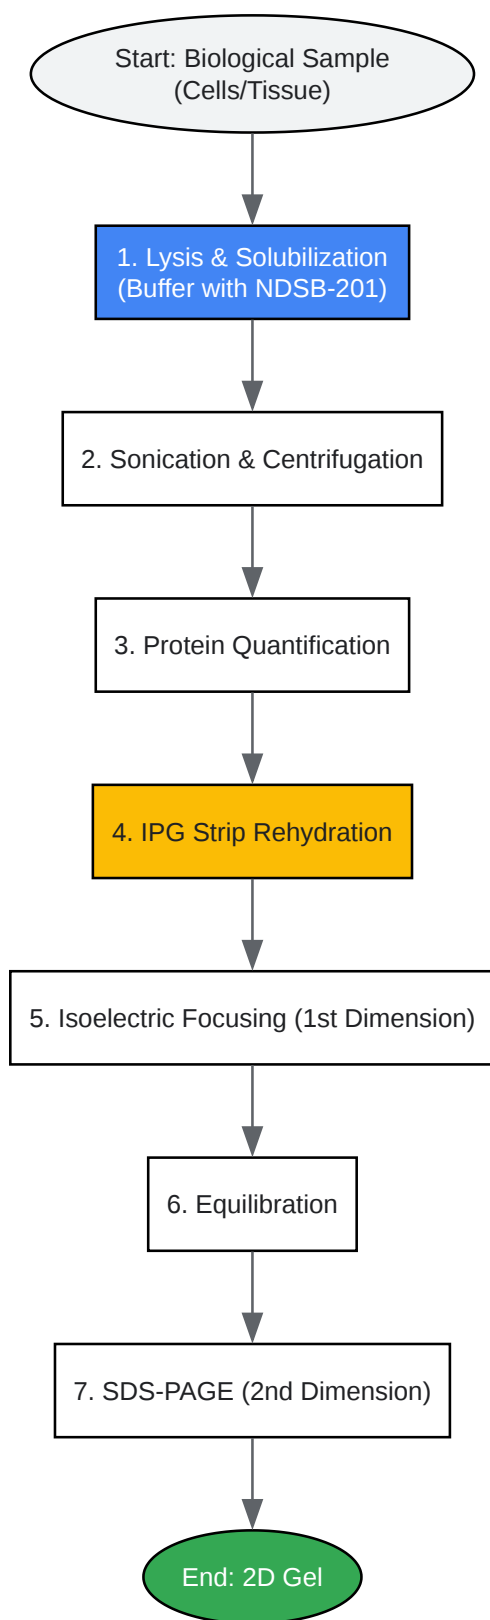 Start: Biological Sample
(Cells/Tissue)
1. Lysis & Solubilization
(Buffer with NDSB-201)
2. Sonication & Centrifugation
3. Protein Quantification
4. IPG Strip Rehydration
5. Isoelectric Focusing (1st Dimension)
6. Equilibration
7. SDS-PAGE (2nd Dimension)
End: 2D Gel